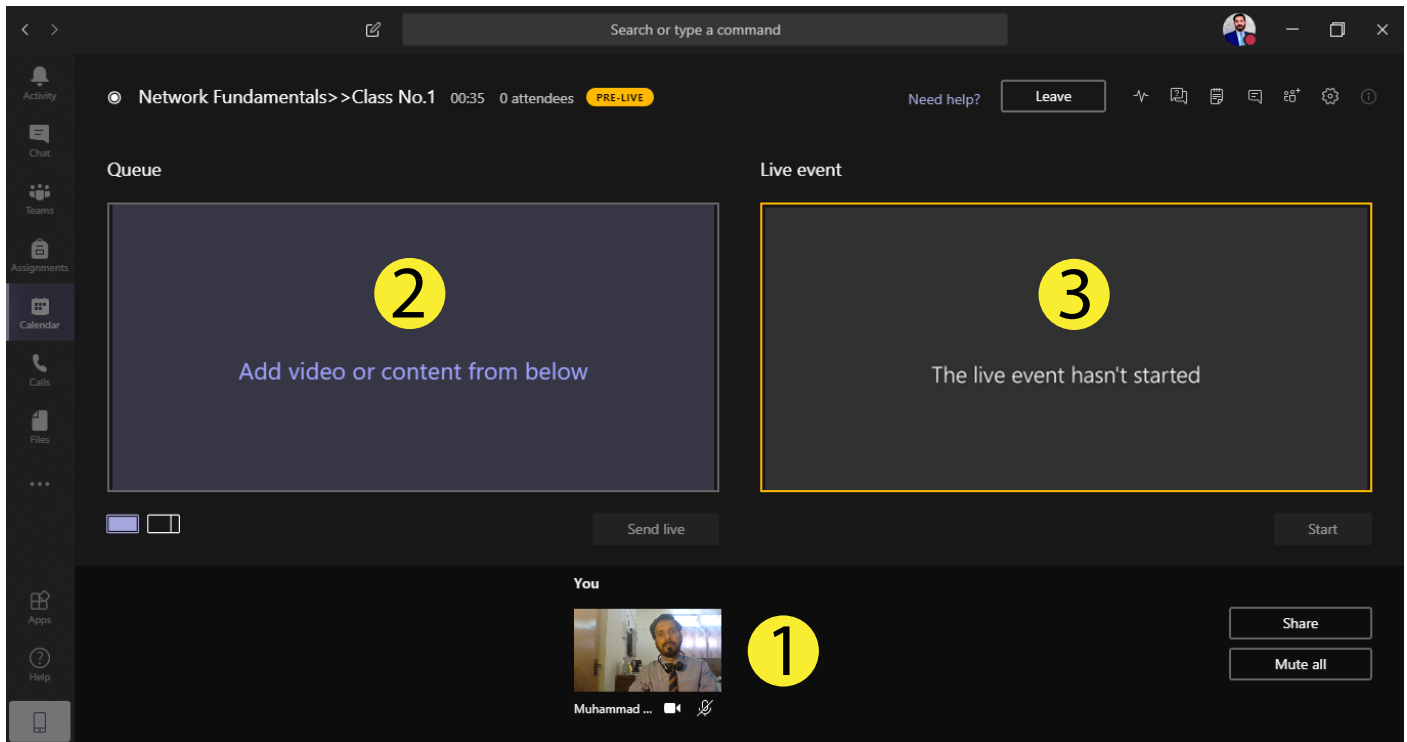 Search or type a command
Activity
Chat
Teams
Assignments
Calendar
Calls
Files
Apps
Help
Network Fundamentals>>Class No.1 00:35 0 attendees PRE-LIVE
Need help? Leave
Queue
2
Add video or content from below
Send live
Live event
3
The live event hasn't started
Start
You
1
Muhammad ...
Share
Mute all